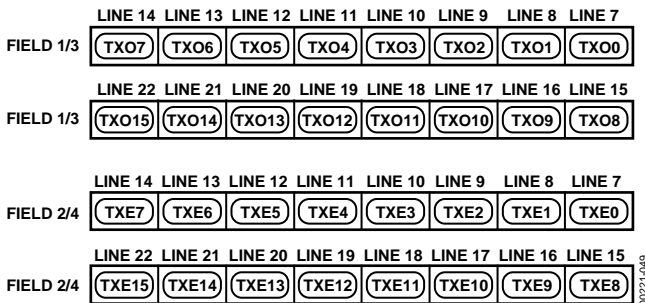 LINE 14 LINE 13 LINE 12 LINE 11 LINE 10 LINE 9 LINE 8 LINE 7
FIELD 1/3 TXO7 TXO6 TXO5 TXO4 TXO3 TXO2 TXO1 TXO0
LINE 22 LINE 21 LINE 20 LINE 19 LINE 18 LINE 17 LINE 16 LINE 15
FIELD 1/3 TXO15 TXO14 TXO13 TXO12 TXO11 TXO10 TXO9 TXO8
LINE 14 LINE 13 LINE 12 LINE 11 LINE 10 LINE 9 LINE 8 LINE 7
FIELD 2/4 TXE7 TXE6 TXE5 TXE4 TXE3 TXE2 TXE1 TXE0
LINE 22 LINE 21 LINE 20 LINE 19 LINE 18 LINE 17 LINE 16 LINE 15
FIELD 2/4 TXE15 TXE14 TXE13 TXE12 TXE11 TXE10 TXE9 TXE8
00221-049